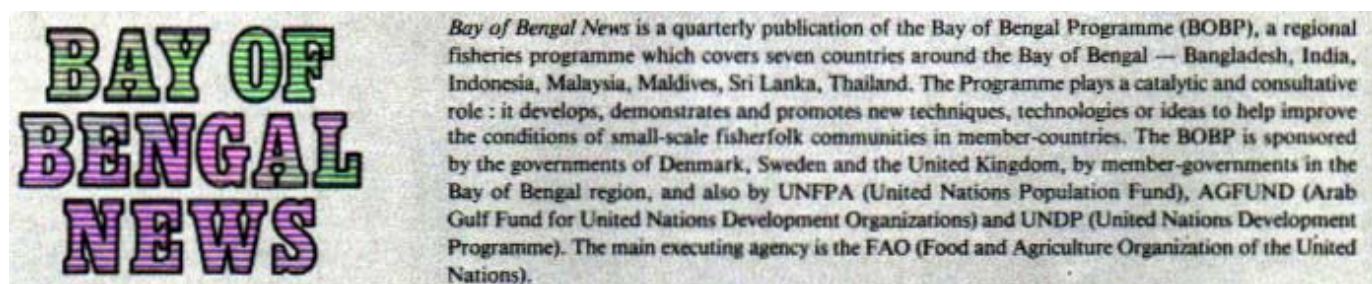 BAY OF
BENGAL
NEWS
Bay of Bengal News is a quarterly publication of the Bay of Bengal Programme (BOBP), a regional
fisheries programme which covers seven countries around the Bay of Bengal — Bangladesh, India,
Indonesia, Malaysia, Maldives, Sri Lanka, Thailand. The Programme plays a catalytic and consultative
role : it develops, demonstrates and promotes new techniques, technologies or ideas to help improve
the conditions of small-scale fisherfolk communities in member-countries. The BOBP is sponsored
by the governments of Denmark, Sweden and the United Kingdom, by member-governments in the
Bay of Bengal region, and also by UNFPA (United Nations Population Fund), AGFUND (Arab
Gulf Fund for United Nations Development Organizations) and UNDP (United Nations Development
Programme). The main executing agency is the FAO (Food and Agriculture Organization of the United
Nations).